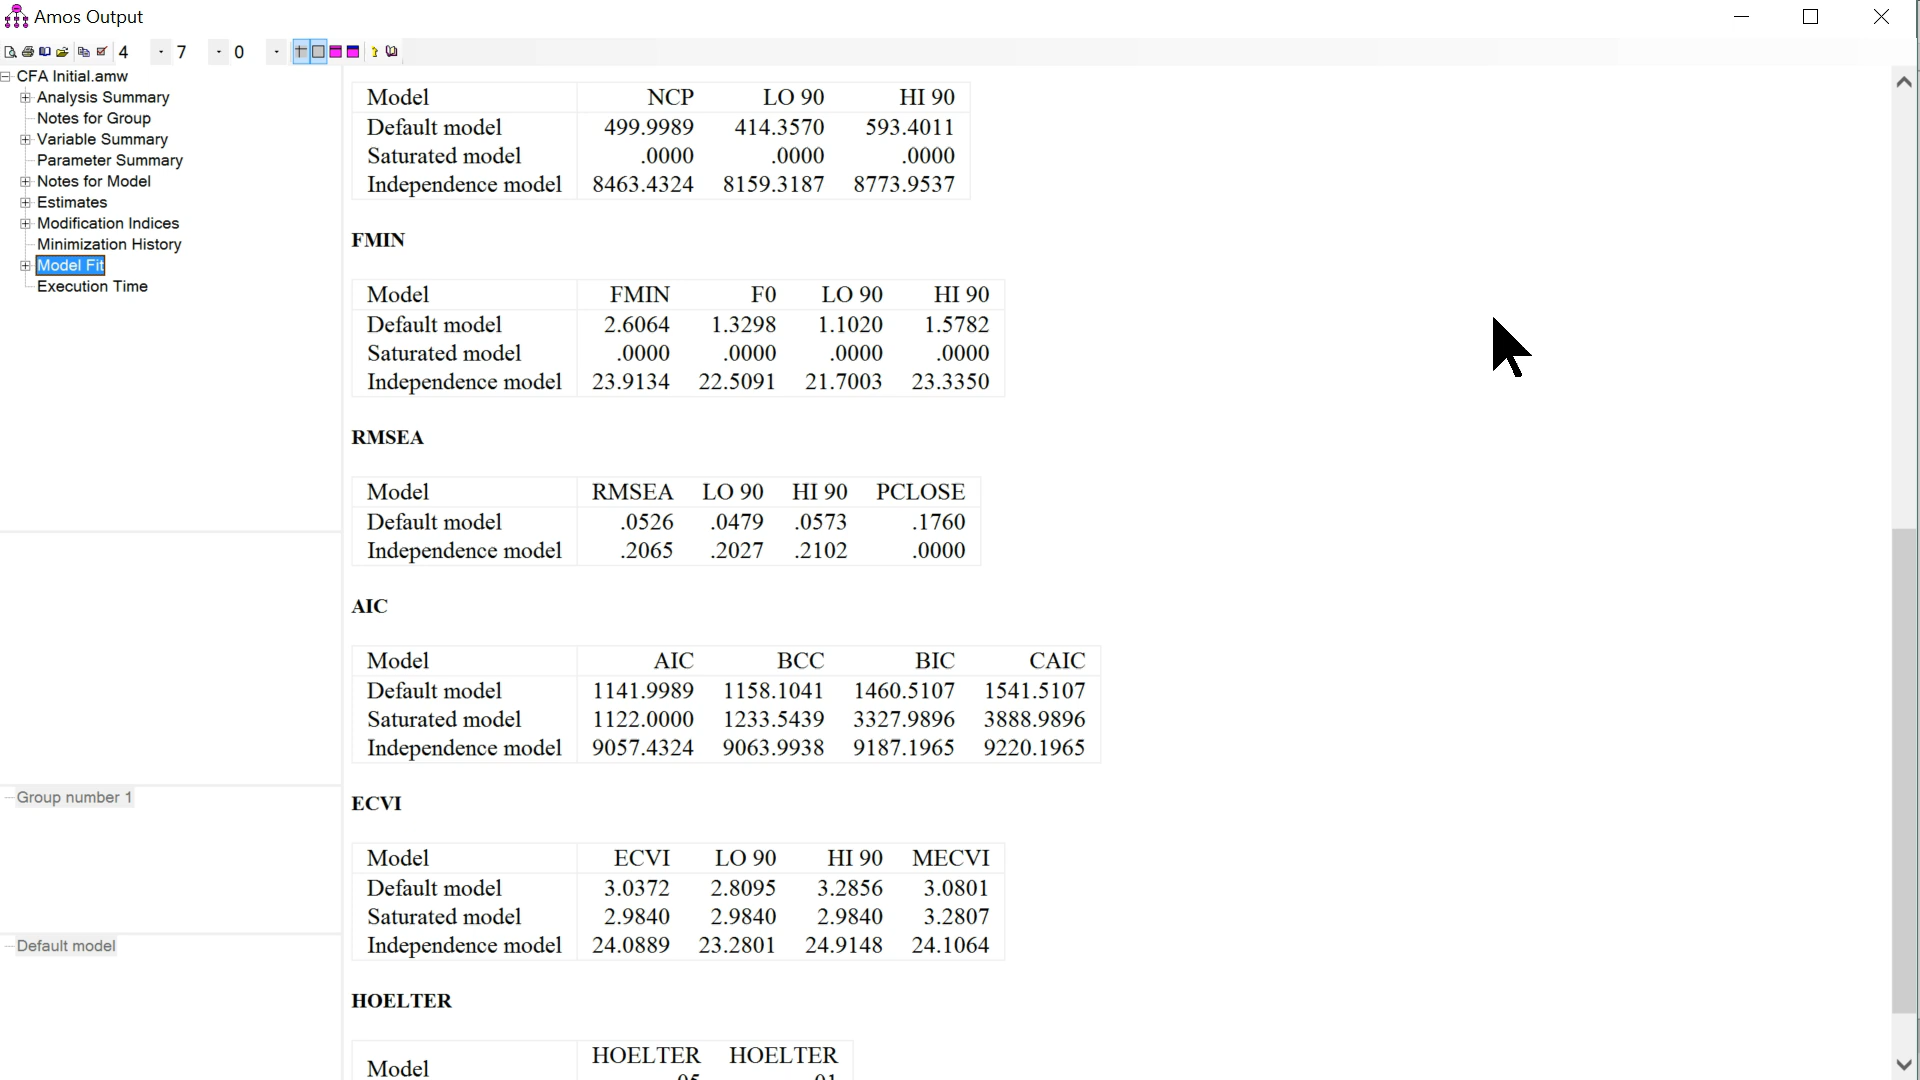 Amos Output
4 7 0
CFA Initial.amw
Analysis Summary
Notes for Group
Variable Summary
Parameter Summary
Notes for Model
Estimates
Modification Indices
Minimization History
Model Fit
Execution Time
Group number 1
Default model
Model NCP LO 90 HI 90
Default model 499.9989 414.3570 593.4011
Saturated model .0000 .0000 .0000
Independence model 8463.4324 8159.3187 8773.9537
FMIN
Model FMIN F0 LO 90 HI 90
Default model 2.6064 1.3298 1.1020 1.5782
Saturated model .0000 .0000 .0000 .0000
Independence model 23.9134 22.5091 21.7003 23.3350
RMSEA
Model RMSEA LO 90 HI 90 PCLOSE
Default model .0526 .0479 .0573 .1760
Independence model .2065 .2027 .2102 .0000
AIC
Model AIC BCC BIC CAIC
Default model 1141.9989 1158.1041 1460.5107 1541.5107
Saturated model 1122.0000 1233.5439 3327.9896 3888.9896
Independence model 9057.4324 9063.9938 9187.1965 9220.1965
ECVI
Model ECVI LO 90 HI 90 MECVI
Default model 3.0372 2.8095 3.2856 3.0801
Saturated model 2.9840 2.9840 2.9840 3.2807
Independence model 24.0889 23.2801 24.9148 24.1064
HOELTER
Model HOELTER HOELTER